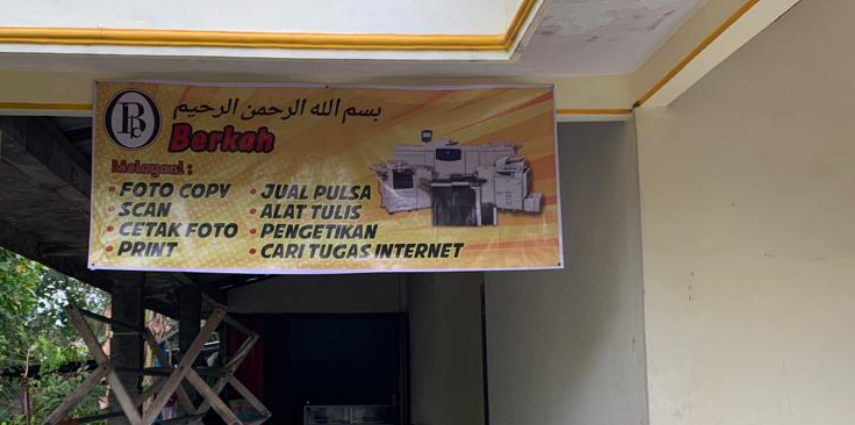 بسم الله الرحمن الرحيم
Berkah
Melayani :
• FOTO COPY
• SCAN
• CETAK FOTO
• PRINT
• JUAL PULSA
• ALAT TULIS
• PENGETIKAN
• CARI TUGAS INTERNET